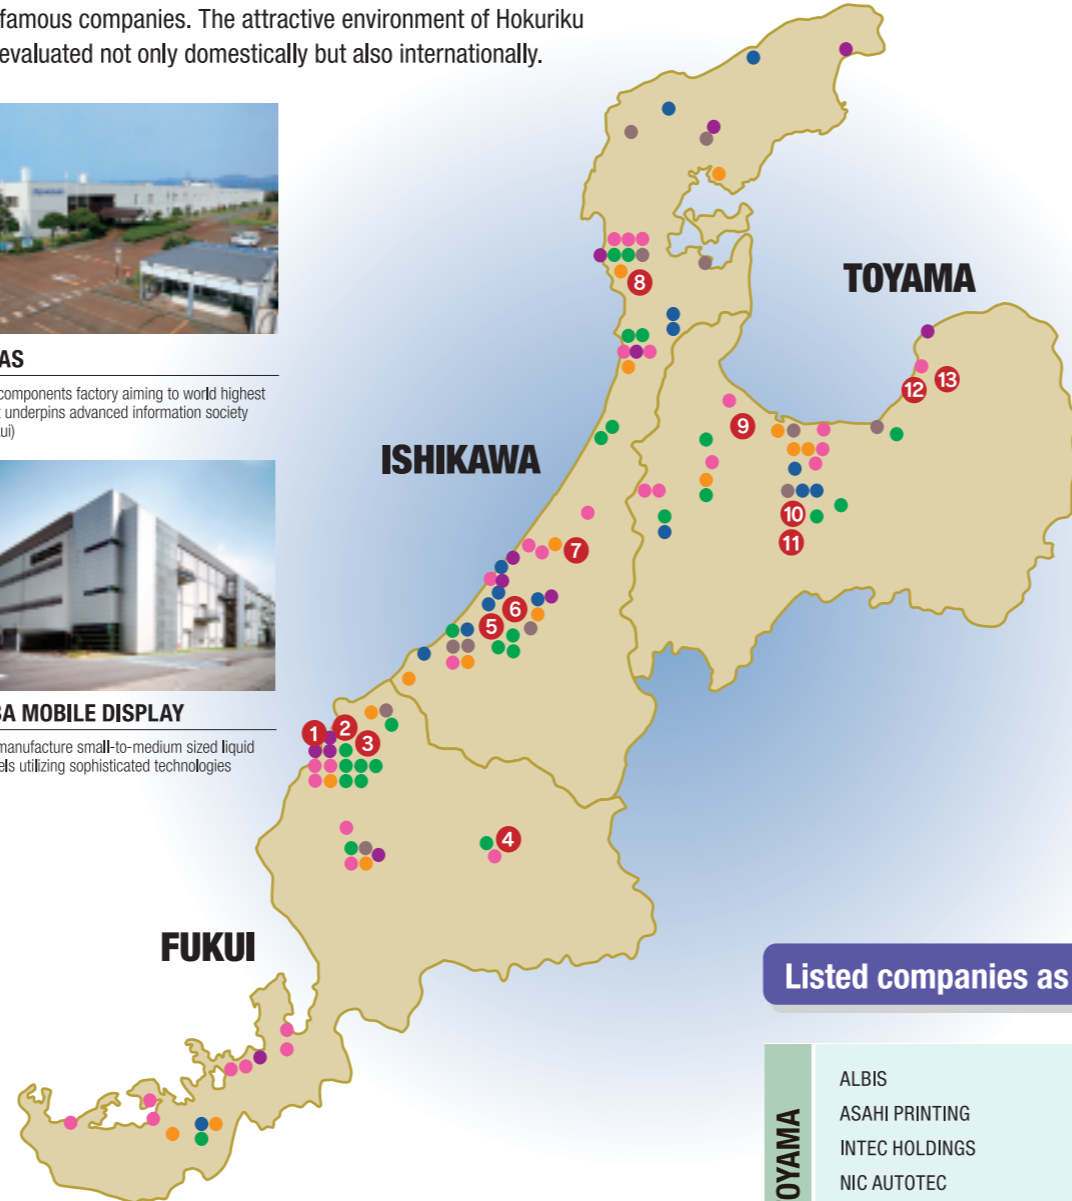 famous companies. The attractive environment of Hokuriku
evaluated not only domestically but also internationally.
AS
components factory aiming to world highest
underpins advanced information society
ui)
A MOBILE DISPLAY
manufacture small-to-medium sized liquid
els utilizing sophisticated technologies
TOYAMA
ISHIKAWA
FUKUI
8
12
13
9
10
11
7
6
5
1
2
3
4
Listed companies as
OYAMA
ALBIS
ASAHI PRINTING
INTEC HOLDINGS
NIC AUTOTEC